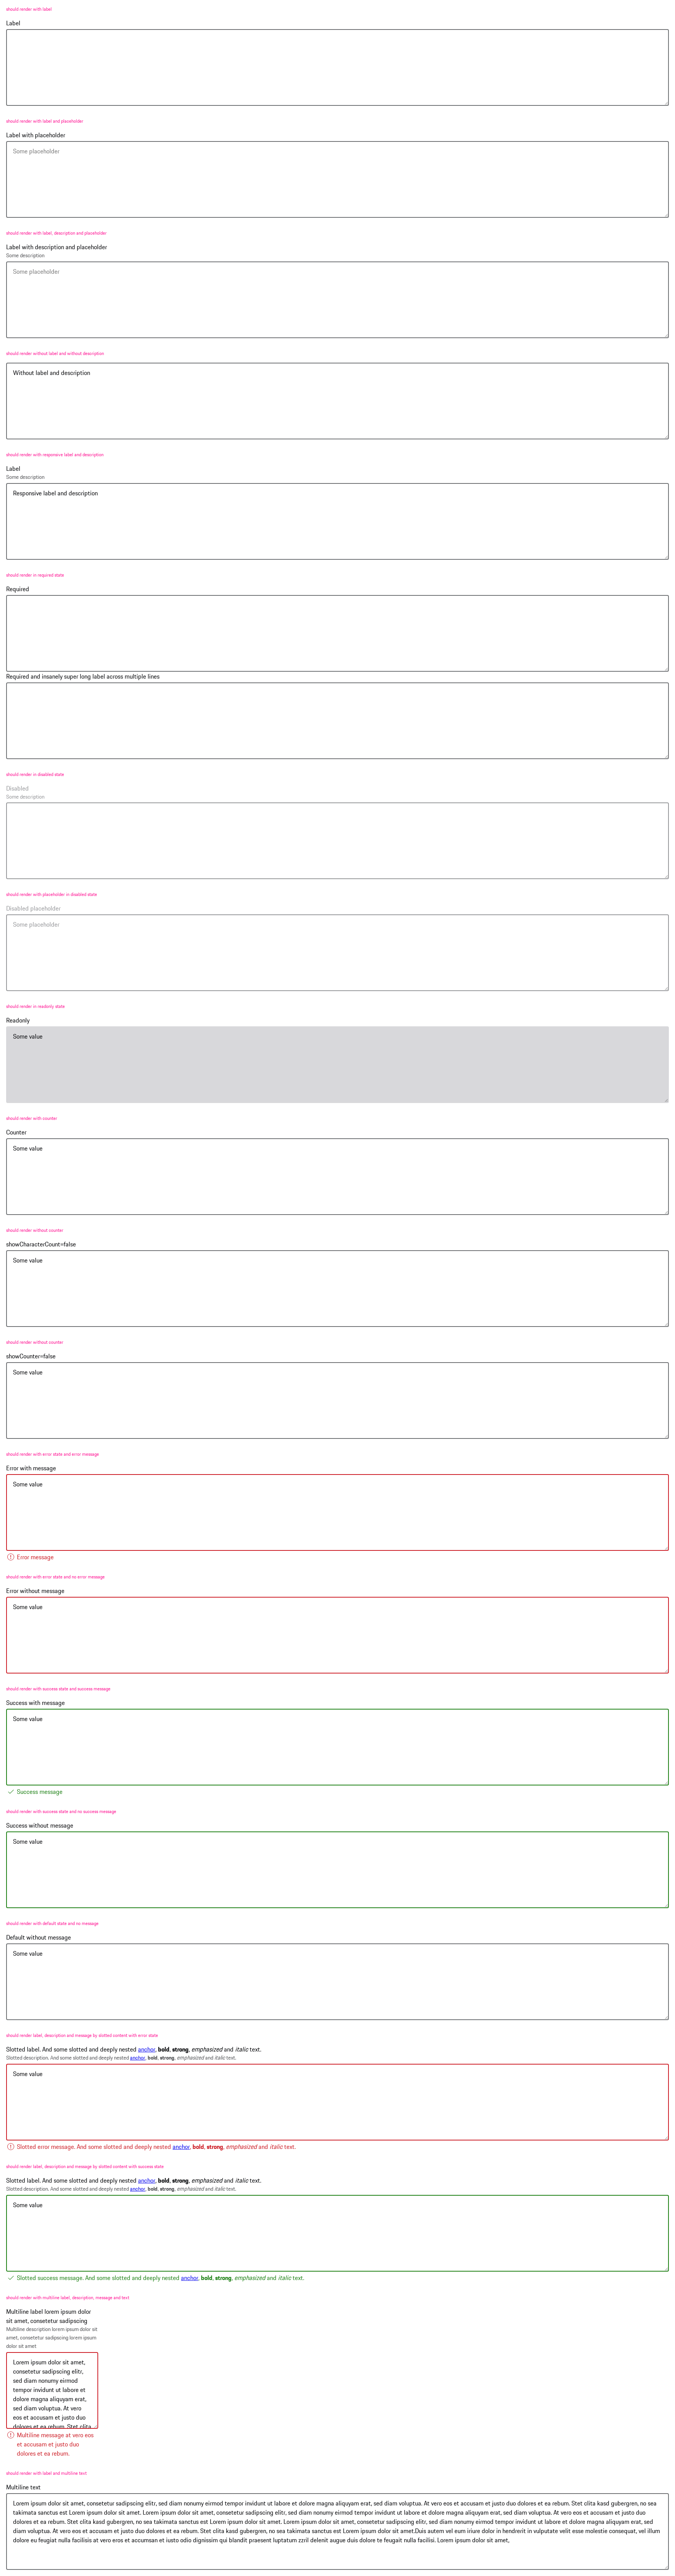 should render with label
Label
should render with label and placeholder
Label with placeholder
Some placeholder
should render with label, description and placeholder
Label with description and placeholder
Some description
Some placeholder
should render without label and without description
Without label and description
should render with responsive label and description
Label
Some description
Responsive label and description
should render in required state
Required
Required and insanely super long label across multiple lines
should render in disabled state
Disabled
Some description
should render with placeholder in disabled state
Disabled placeholder
Some placeholder
should render in readonly state
Readonly
Some value
should render with counter
Counter
Some value
should render without counter
showCharacterCount=false
Some value
should render without counter
showCounter=false
Some value
should render with error state and error message
Error with message
Some value
Error message
should render with error state and no error message
Error without message
Some value
should render with success state and success message
Success with message
Some value
Success message
should render with success state and no success message
Success without message
Some value
should render with default state and no message
Default without message
Some value
should render label, description and message by slotted content with error state
Slotted label. And some slotted and deeply nested anchor, bold, strong, emphasized and italic text.
Slotted description. And some slotted and deeply nested anchor, bold, strong, emphasized and italic text.
Some value
Slotted error message. And some slotted and deeply nested anchor, bold, strong, emphasized and italic text.
should render label, description and message by slotted content with success state
Slotted label. And some slotted and deeply nested anchor, bold, strong, emphasized and italic text.
Slotted description. And some slotted and deeply nested anchor, bold, strong, emphasized and italic text.
Some value
Slotted success message. And some slotted and deeply nested anchor, bold, strong, emphasized and italic text.
should render with multiline label, description, message and text
Multiline label lorem ipsum dolor
sit amet, consetetur sadipscing
Multiline description lorem ipsum dolor sit
amet, consetetur sadipscing lorem ipsum
dolor sit amet
Lorem ipsum dolor sit amet,
consetetur sadipscing elitr,
sed diam nonumy eirmod
tempor invidunt ut labore et
dolore magna aliquyam erat,
sed diam voluptua. At vero
eos et accusam et justo duo
dolores et ea rebum. Stet clita
Multiline message at vero eos
et accusam et justo duo
dolores et ea rebum.
should render with label and multiline text
Multiline text
Lorem ipsum dolor sit amet, consetetur sadipscing elitr, sed diam nonumy eirmod tempor invidunt ut labore et dolore magna aliquyam erat, sed diam voluptua. At vero eos et accusam et justo duo dolores et ea rebum. Stet clita kasd gubergren, no sea
takimata sanctus est Lorem ipsum dolor sit amet. Lorem ipsum dolor sit amet, consetetur sadipscing elitr, sed diam nonumy eirmod tempor invidunt ut labore et dolore magna aliquyam erat, sed diam voluptua. At vero eos et accusam et justo duo
dolores et ea rebum. Stet clita kasd gubergren, no sea takimata sanctus est Lorem ipsum dolor sit amet. Lorem ipsum dolor sit amet, consetetur sadipscing elitr, sed diam nonumy eirmod tempor invidunt ut labore et dolore magna aliquyam erat, sed
diam voluptua. At vero eos et accusam et justo duo dolores et ea rebum. Stet clita kasd gubergren, no sea takimata sanctus est Lorem ipsum dolor sit amet.Duis autem vel eum iriure dolor in hendrerit in vulputate velit esse molestie consequat, vel illum
dolore eu feugiat nulla facilisis at vero eros et accumsan et iusto odio dignissim qui blandit praesent luptatum zzril delenit augue duis dolore te feugait nulla facilisi. Lorem ipsum dolor sit amet,